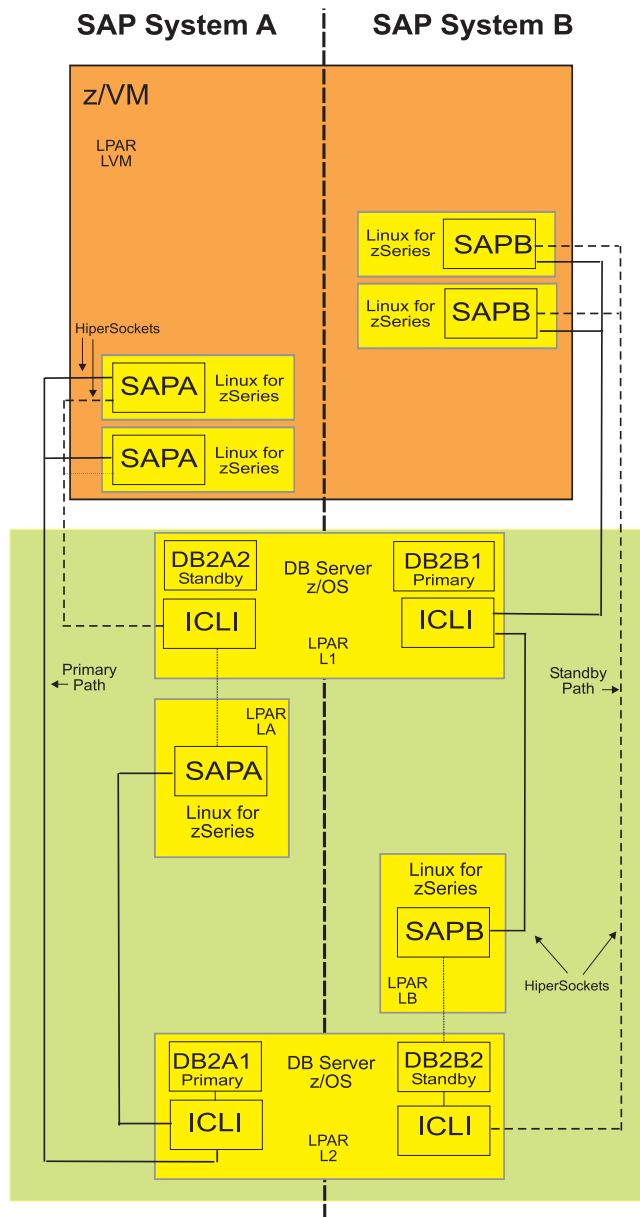 SAP System A
SAP System B
z/VM
LPAR
LVM
Linux for
zSeries
SAPB
Linux for
zSeries
SAPB
HiperSockets
SAPA
Linux for
zSeries
SAPA
Linux for
zSeries
DB2A2
Standby
DB Server
z/OS
DB2B1
Primary
ICLI
ICLI
LPAR
L1
Primary
Path
Standby
Path
LPAR
LA
SAPA
Linux for
zSeries
Linux for
zSeries
SAPB
LPAR
LB
HiperSockets
DB2A1
Primary
DB Server
z/OS
DB2B2
Standby
ICLI
ICLI
LPAR
L2